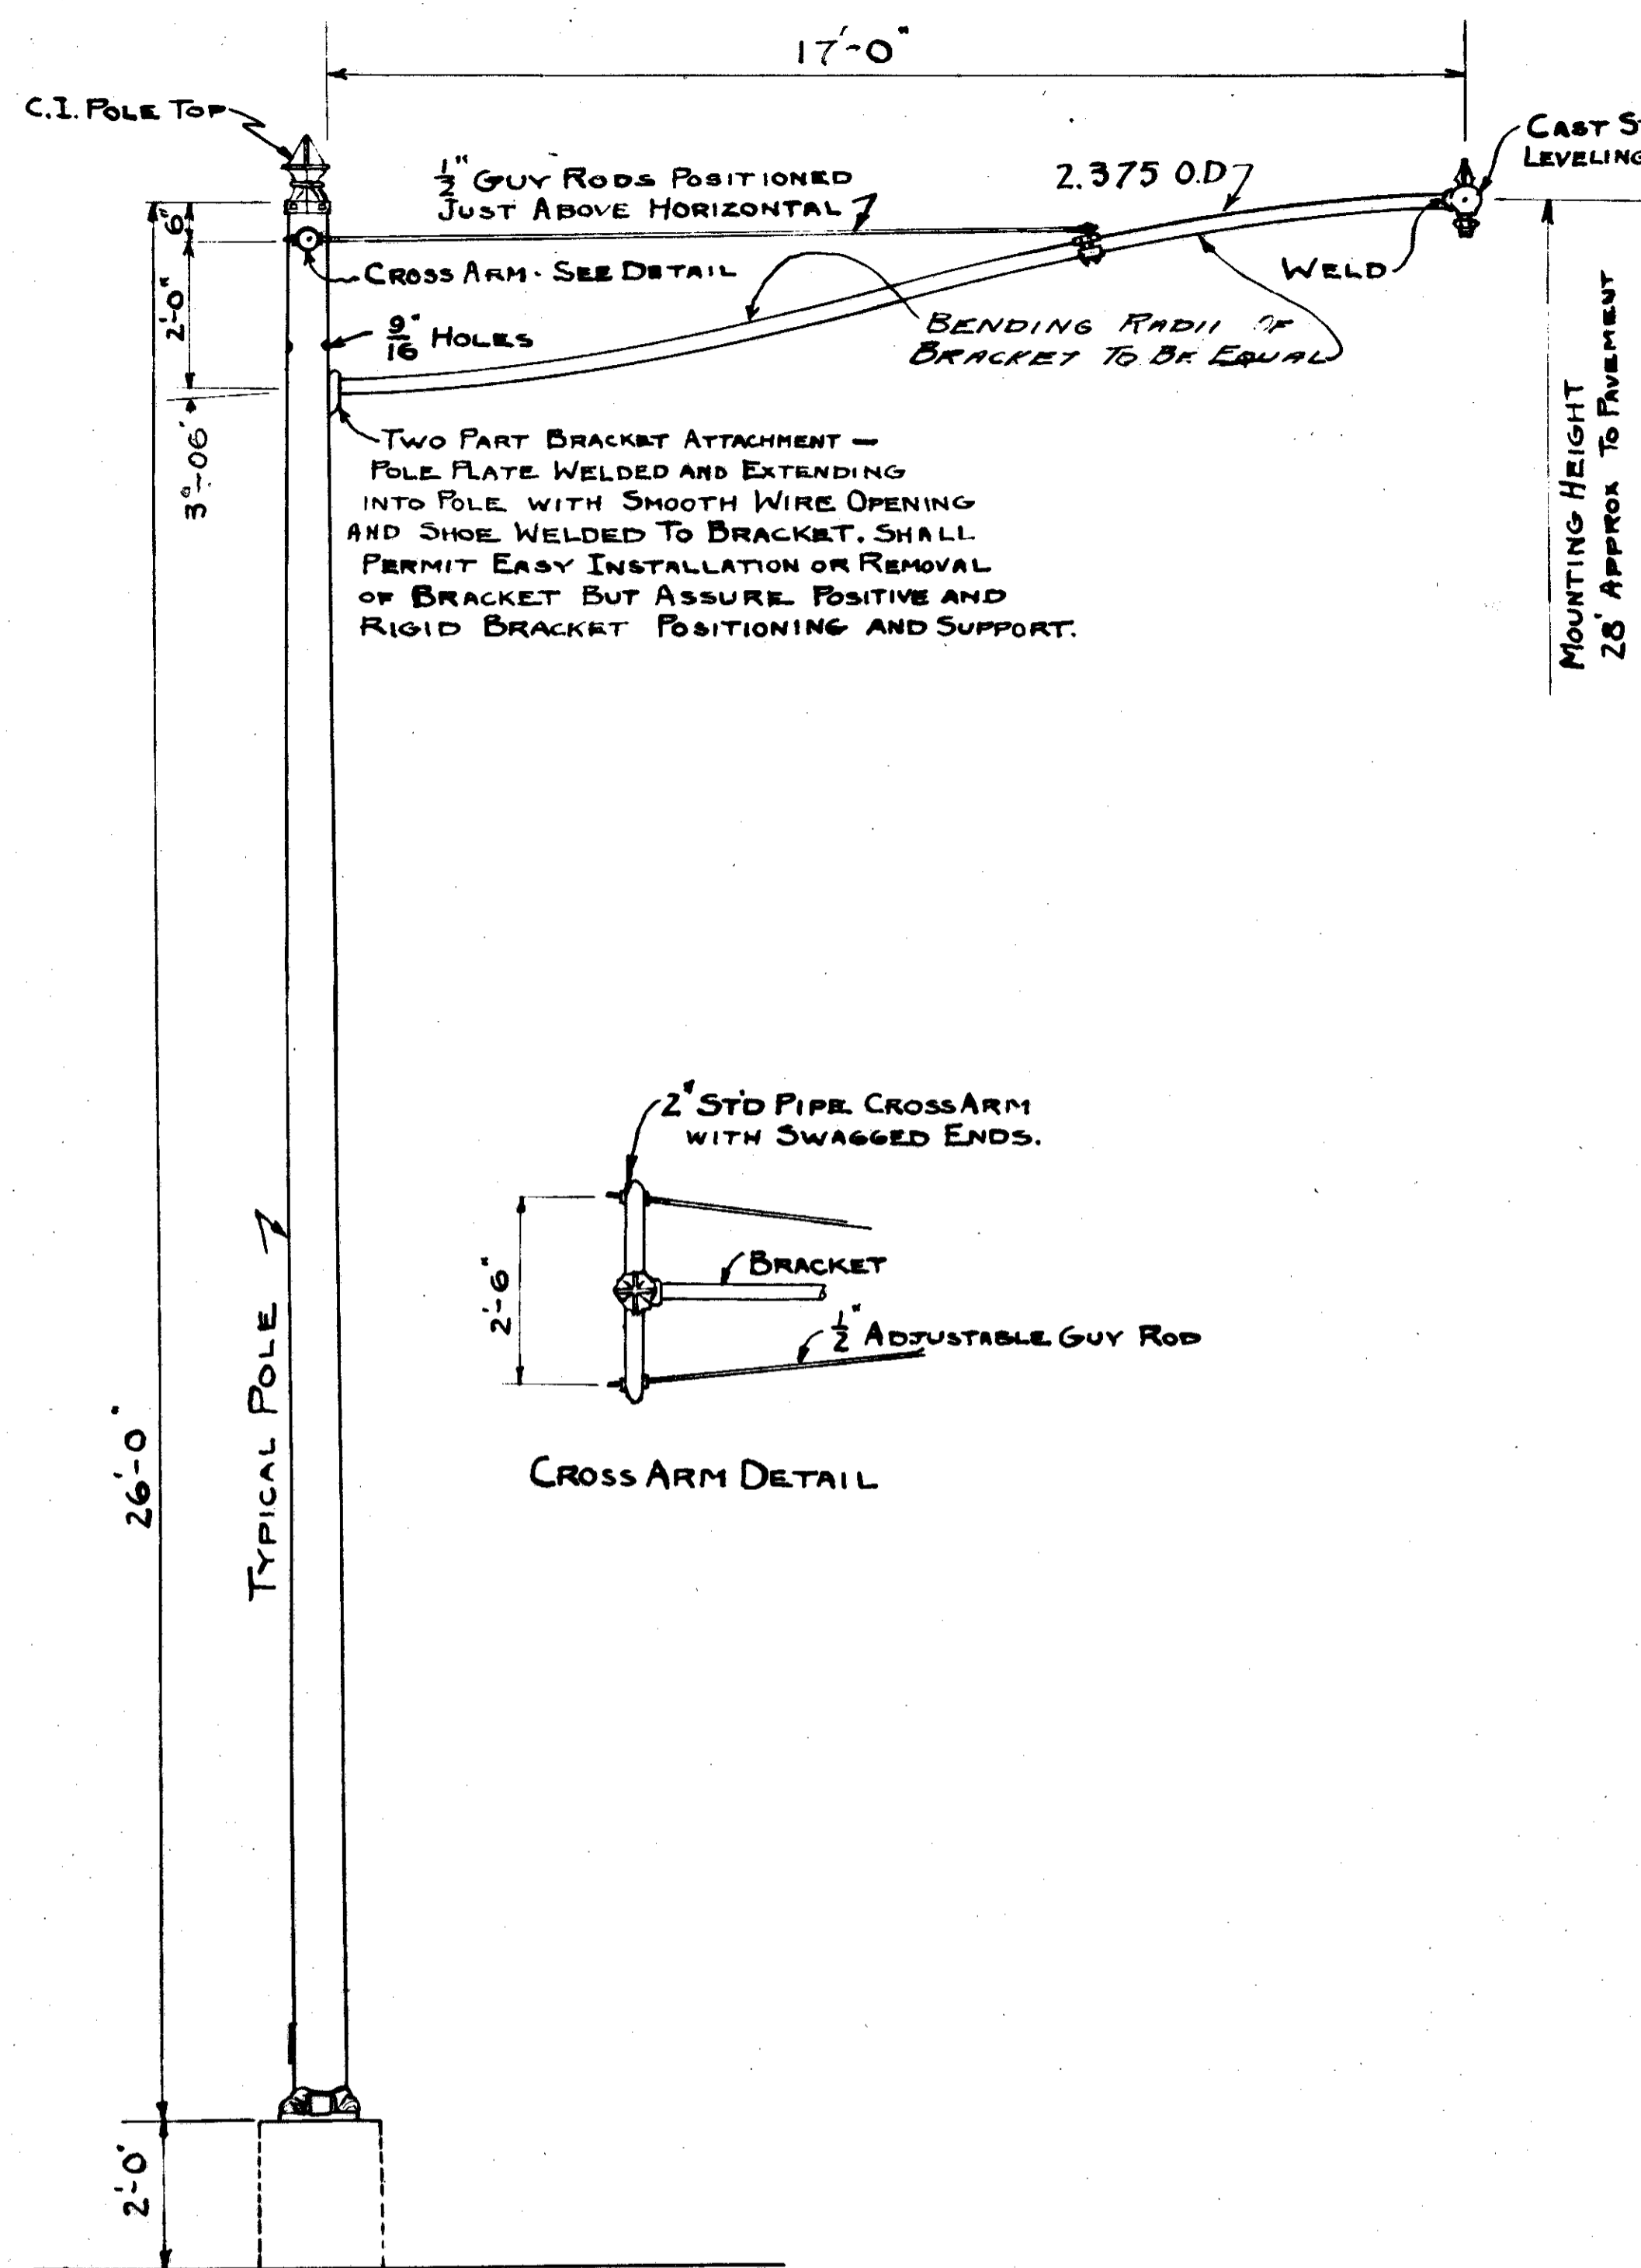 17'-0"
C.I. POLE TOP
CAST
LEVELING
1/2" GUY RODS POSITIONED
JUST ABOVE HORIZONTAL
2.375 O.D
6"
CROSS ARM - SEE DETAIL
WELD
2'-0"
9/16" HOLES
BENDING RADII OF
BRACKET TO BE EQUAL
3°-06'
TWO PART BRACKET ATTACHMENT —
POLE PLATE WELDED AND EXTENDING
INTO POLE WITH SMOOTH WIRE OPENING
AND SHOE WELDED TO BRACKET. SHALL
PERMIT EASY INSTALLATION OR REMOVAL
OF BRACKET BUT ASSURE POSITIVE AND
RIGID BRACKET POSITIONING AND SUPPORT.
MOUNTING HEIGHT
28' APPROX TO PAVEMENT
2" ST'D PIPE CROSSARM
WITH SWAGGED ENDS.
BRACKET
2'-6"
1/2" ADJUSTABLE GUY ROD
CROSS ARM DETAIL
TYPICAL POLE
26'-0"
2'-0"